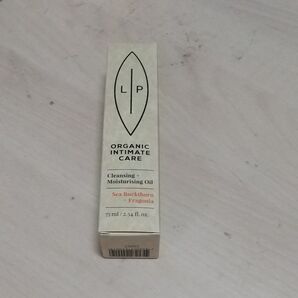 L P
ORGANIC
INTIMATE
CARE
Cleansing +
Moisturising Oil
Sea Buckthorn
+ Fragonia
75 ml / 2.54 fl. oz.